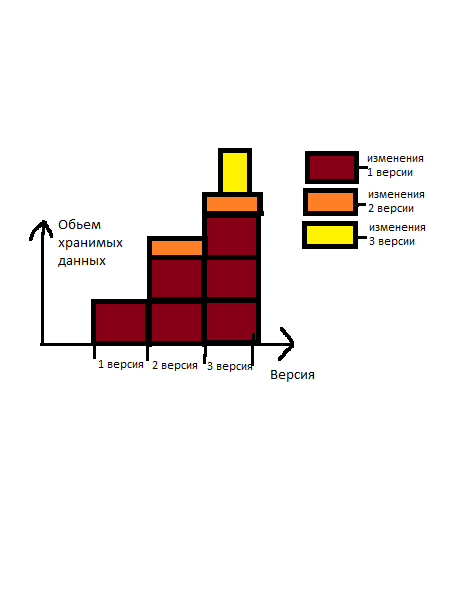 изменения
1 версии
изменения
2 версии
изменения
3 версии
Обьем
хранимых
данных
1 версия
2 версия
3 версия
Версия